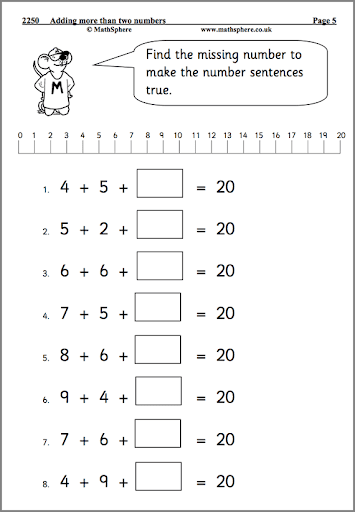 2250 Adding more than two numbers Page 5
© MathSphere www.mathsphere.co.uk
Find the missing number to
make the number sentences
true.
M
0 1 2 3 4 5 6 7 8 9 10 11 12 13 14 15 16 17 18 19 20
1. 4 + 5 + = 20
2. 5 + 2 + = 20
3. 6 + 6 + = 20
4. 7 + 5 + = 20
5. 8 + 6 + = 20
6. 9 + 4 + = 20
7. 7 + 6 + = 20
8. 4 + 9 + = 20